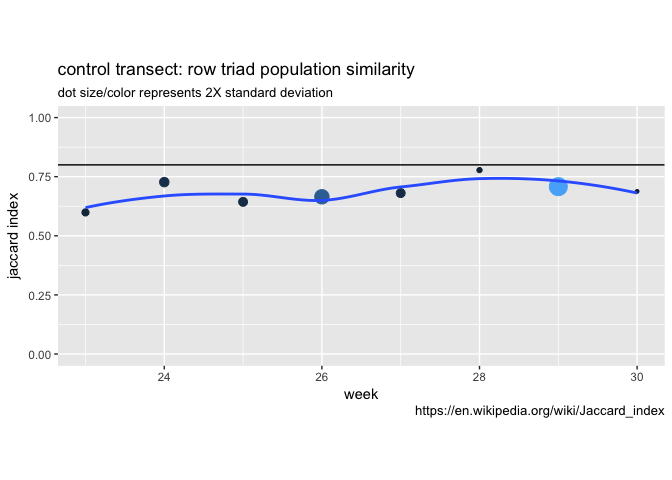 control transect: row triad population similarity
dot size/color represents 2X standard deviation
1.00
0.75
0.50
0.25
0.00
jaccard index
24 26 28 30
week
https://en.wikipedia.org/wiki/Jaccard_index